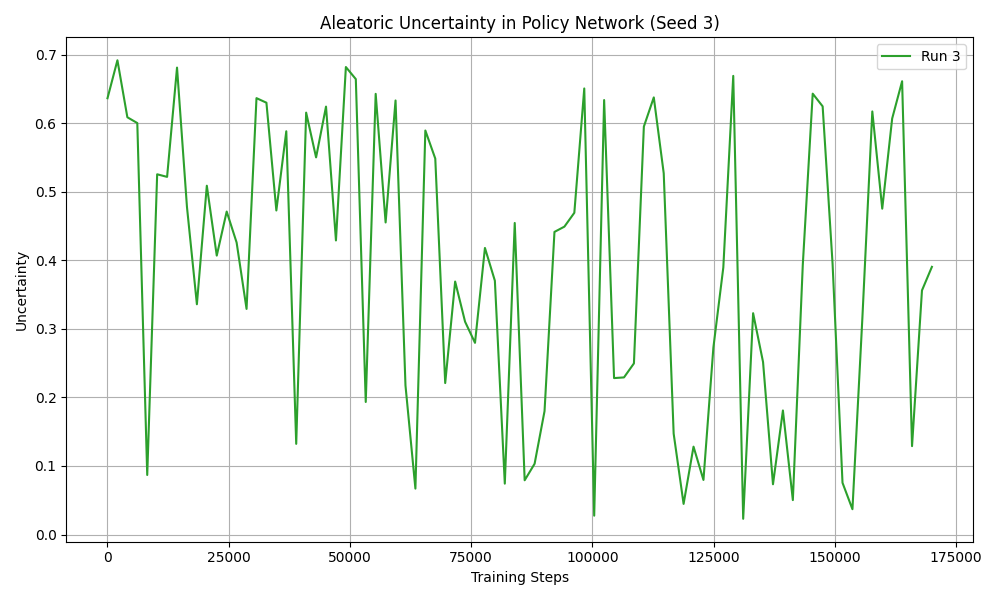 Aleatoric Uncertainty in Policy Network (Seed 3)
Run 3
Uncertainty
0.7
0.6
0.5
0.4
0.3
0.2
0.1
0.0
0 25000 50000 75000 100000 125000 150000 175000
Training Steps